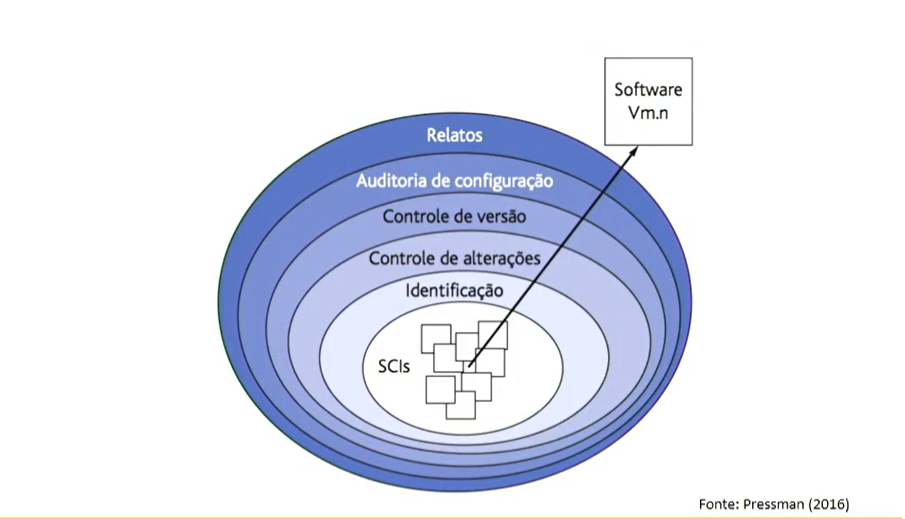 Software
Vm.n
Relatos
Auditoria de configuração
Controle de versão
Controle de alterações
Identificação
SCIs
Fonte: Pressman (2016)